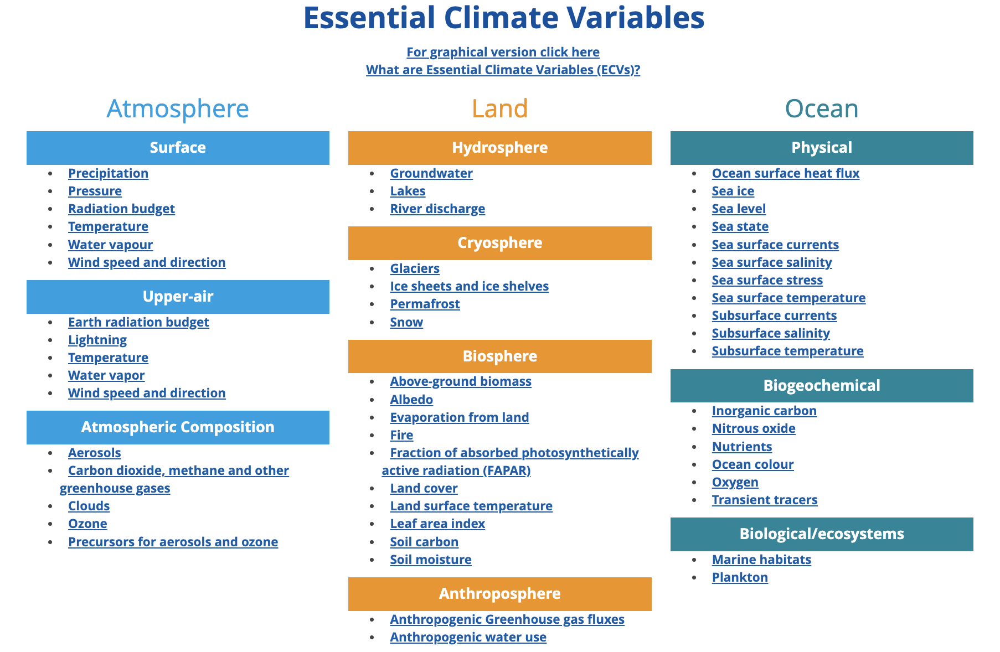 Essential Climate Variables
For graphical version click here
What are Essential Climate Variables (ECVs)?
Atmosphere
Surface
Precipitation
Pressure
Radiation budget
Temperature
Water vapour
Wind speed and direction
Upper-air
Earth radiation budget
Lightning
Temperature
Water vapor
Wind speed and direction
Atmospheric Composition
Aerosols
Carbon dioxide, methane and other
greenhouse gases
Clouds
Ozone
Precursors for aerosols and ozone
Land
Hydrosphere
Groundwater
Lakes
River discharge
Cryosphere
Glaciers
Ice sheets and ice shelves
Permafrost
Snow
Biosphere
Above-ground biomass
Albedo
Evaporation from land
Fire
Fraction of absorbed photosynthetically
active radiation (FAPAR)
Land cover
Land surface temperature
Leaf area index
Soil carbon
Soil moisture
Anthroposphere
Anthropogenic Greenhouse gas fluxes
Anthropogenic water use
Ocean
Physical
Ocean surface heat flux
Sea ice
Sea level
Sea state
Sea surface currents
Sea surface salinity
Sea surface stress
Sea surface temperature
Subsurface currents
Subsurface salinity
Subsurface temperature
Biogeochemical
Inorganic carbon
Nitrous oxide
Nutrients
Ocean colour
Oxygen
Transient tracers
Biological/ecosystems
Marine habitats
Plankton